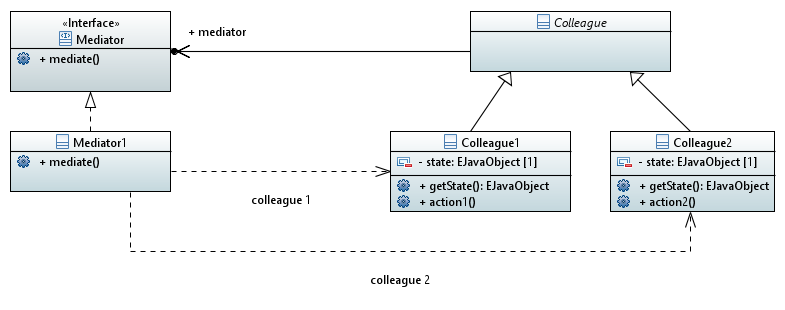 «Interface»
Mediator
+ mediate()
+ mediator
Colleague
Mediator1
+ mediate()
Colleague1
- state: EJavaObject [1]
+ getState(): EJavaObject
+ action1()
Colleague2
- state: EJavaObject [1]
+ getState(): EJavaObject
+ action2()
colleague 1
colleague 2